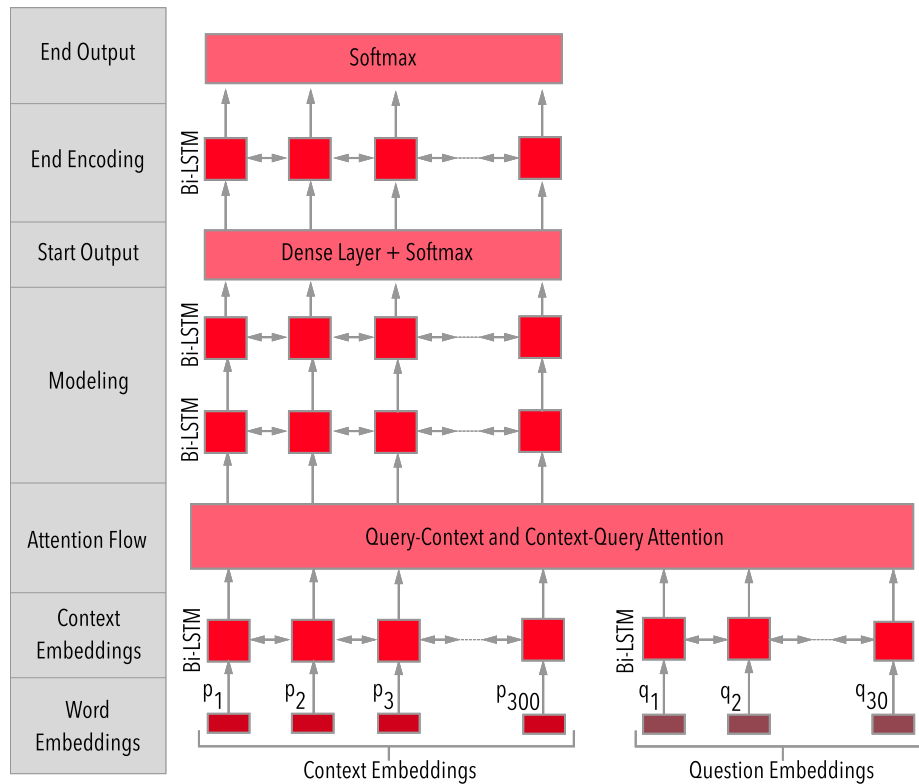 End Output
Softmax
End Encoding
Bi-LSTM
Start Output
Dense Layer + Softmax
Modeling
Bi-LSTM
Bi-LSTM
Attention Flow
Query-Context and Context-Query Attention
Context
Embeddings
Bi-LSTM
Bi-LSTM
Word
Embeddings
p1 p2 p3 p300 q1 q2 q30
Context Embeddings
Question Embeddings